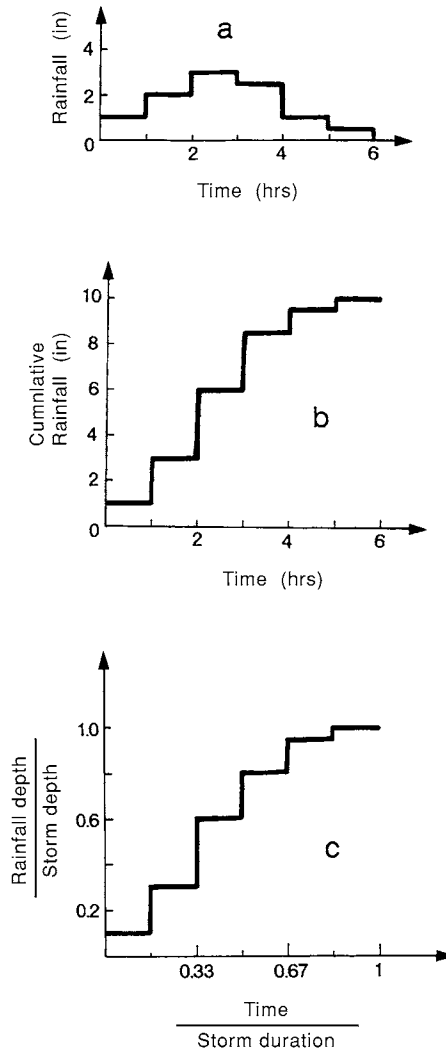 a
Rainfall (in)
4
2
0
2 4 6
Time (hrs)
Cumnlative
Rainfall (in)
10
8
6
4
2
0
b
2 4 6
Time (hrs)
Rainfall depth
Storm depth
1.0
0.6
0.2
c
0.33 0.67 1
Time
Storm duration